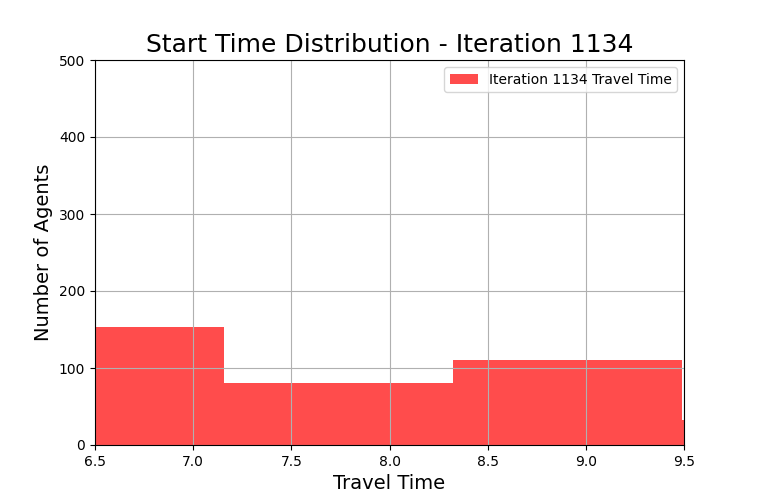 Start Time Distribution - Iteration 1134
Iteration 1134 Travel Time
Number of Agents
500
400
300
200
100
0
6.5 7.0 7.5 8.0 8.5 9.0 9.5
Travel Time